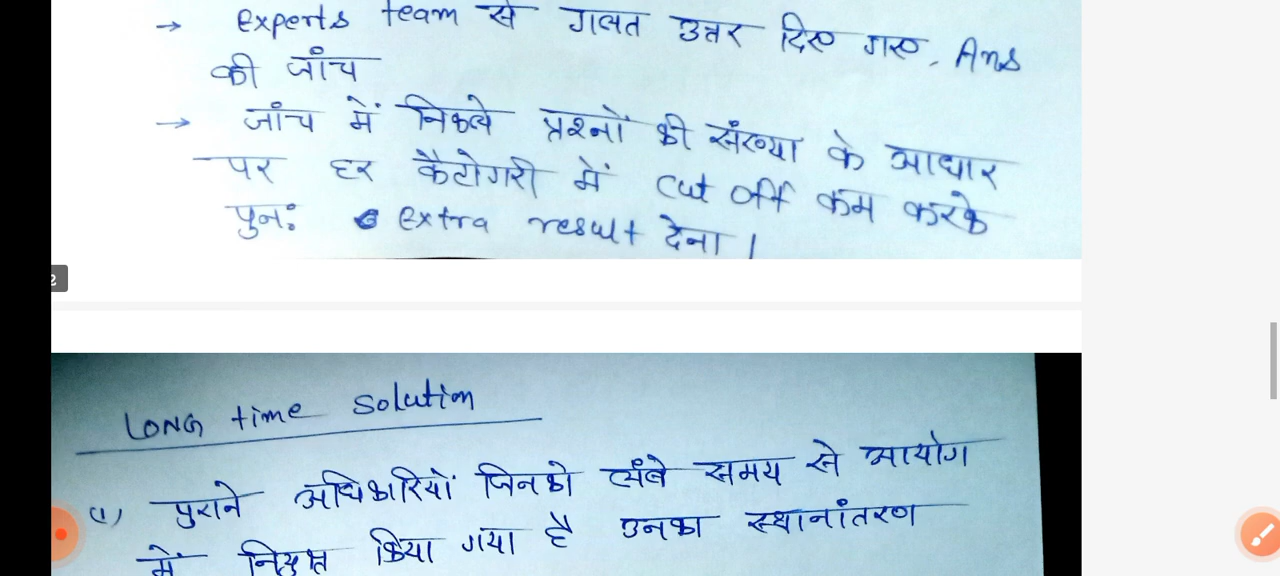 → experts team से गलत उत्तर दिए गए, Ans
की जांच
→ जांच में निकले प्रश्नों की संख्या के आधार
पर हर कैटोगरी में cut off कम करके
पुनः extra result देना।
2
LONG time solution
(1) पुराने अधिकारियों जिनको लंबे समय से आयोग
में नियुक्त किया गया है उनका स्थानांतरण